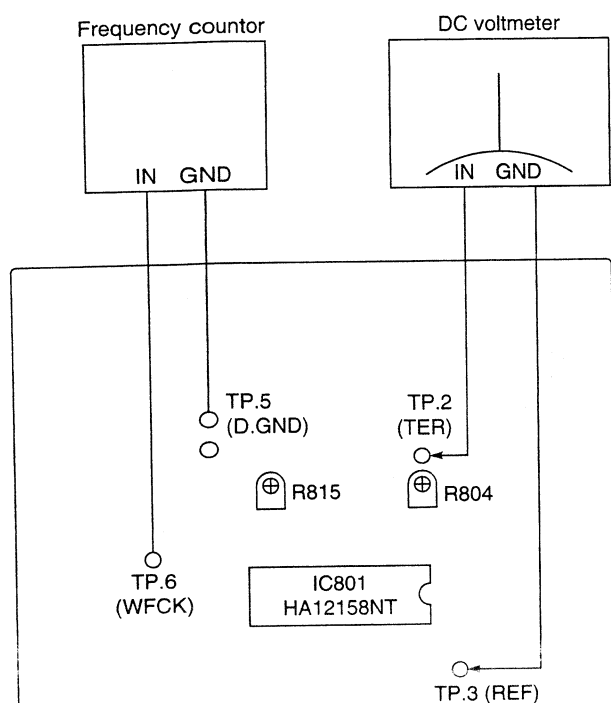 Frequency countor
DC voltmeter
IN GND
IN GND
TP.5
(D.GND)
TP.2
(TER)
R815
R804
TP.6
(WFCK)
IC801
HA12158NT
TP.3 (REF)